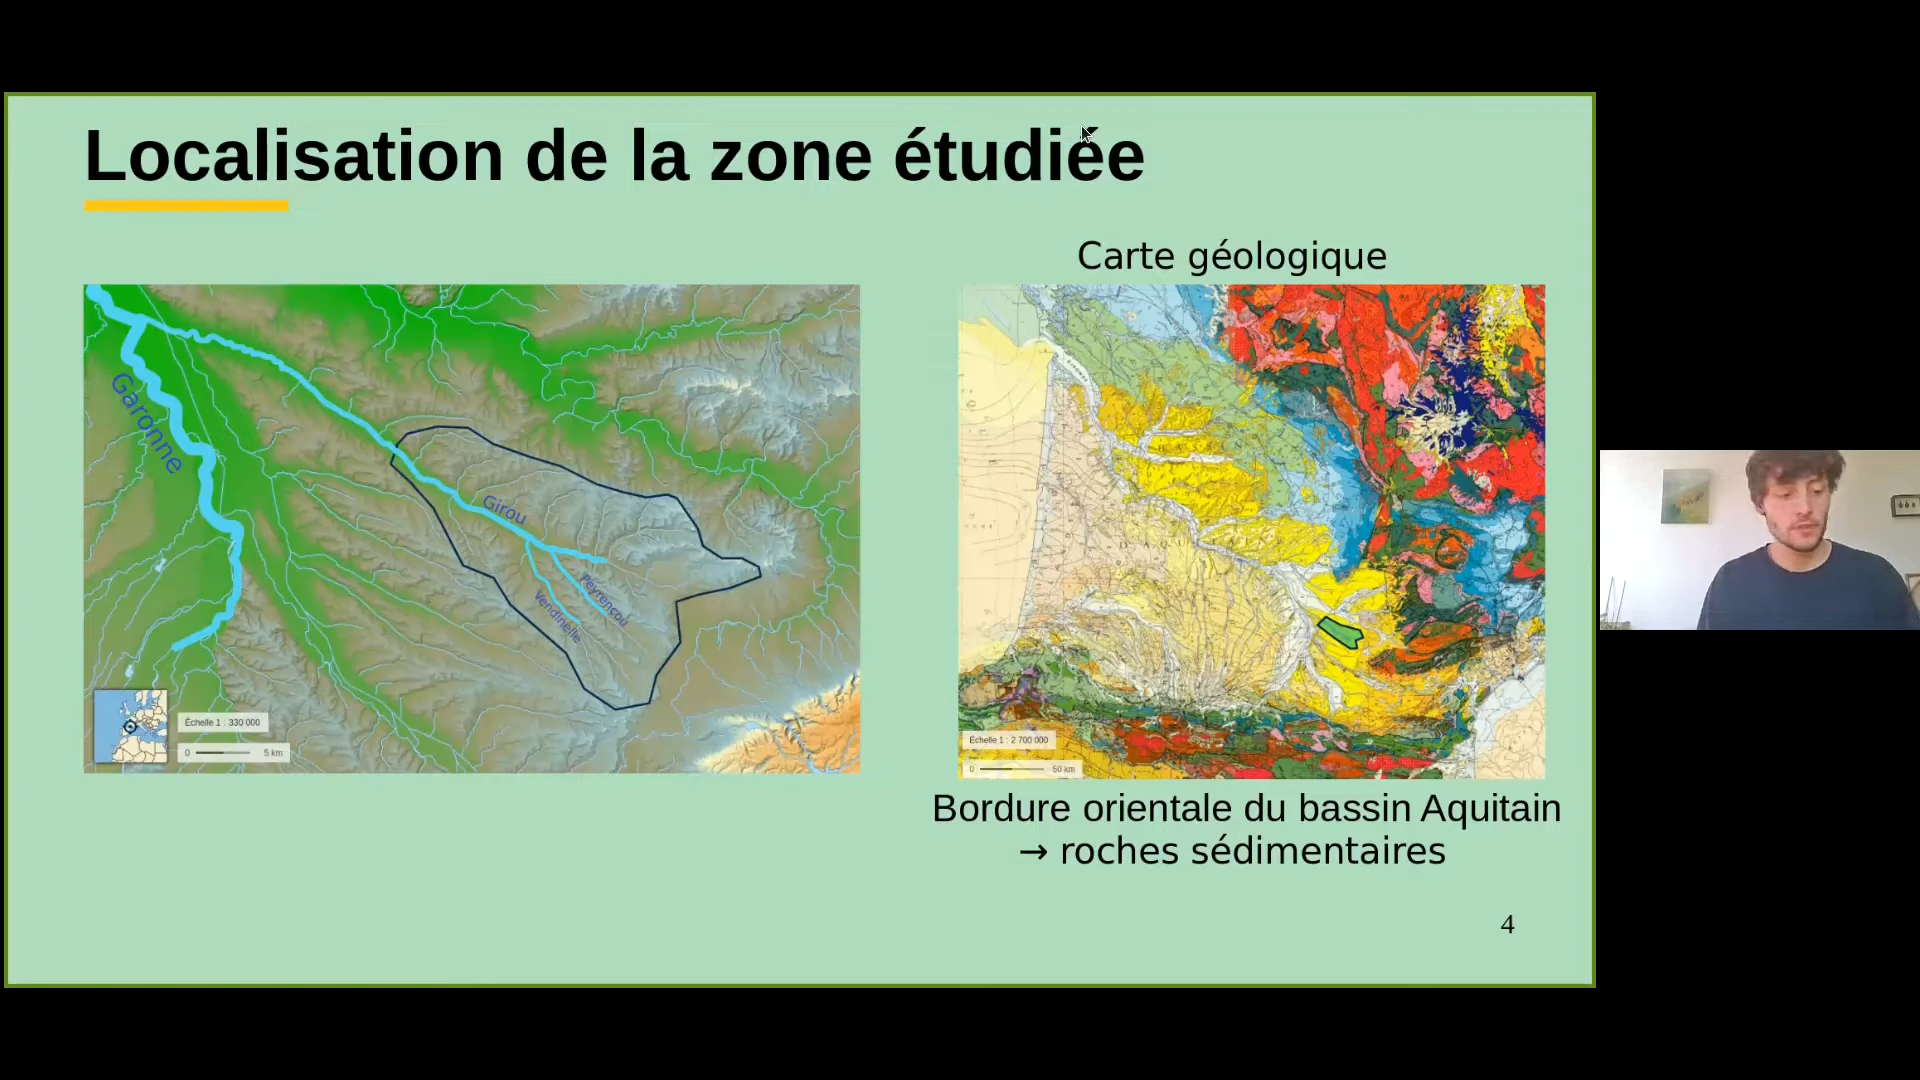 Localisation de la zone étudiée
Carte géologique
Garonne
Girou
Peyrencou
Vendinelle
Échelle 1 : 330 000
0 5 km
Échelle 1 : 2 700 000
0 50 km
Bordure orientale du bassin Aquitain
→ roches sédimentaires
4